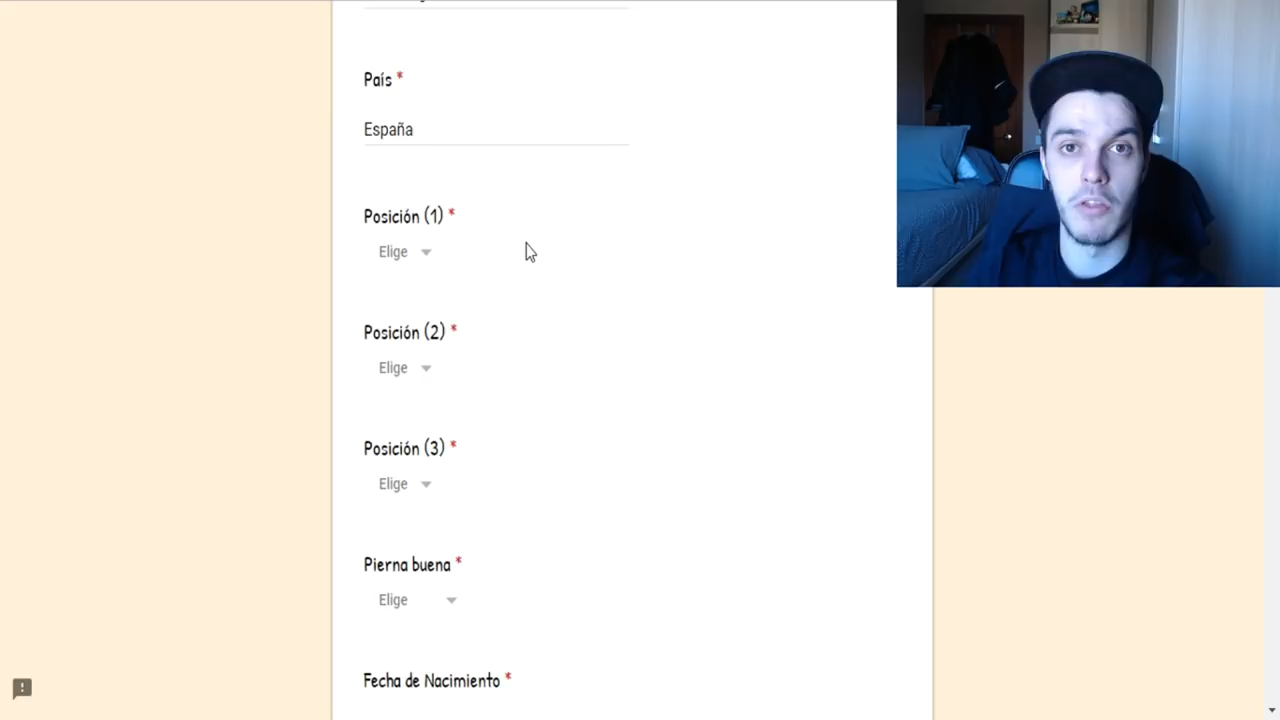 País *
España
Posición (1) *
Elige
Posición (2) *
Elige
Posición (3) *
Elige
Pierna buena *
Elige
Fecha de Nacimiento *